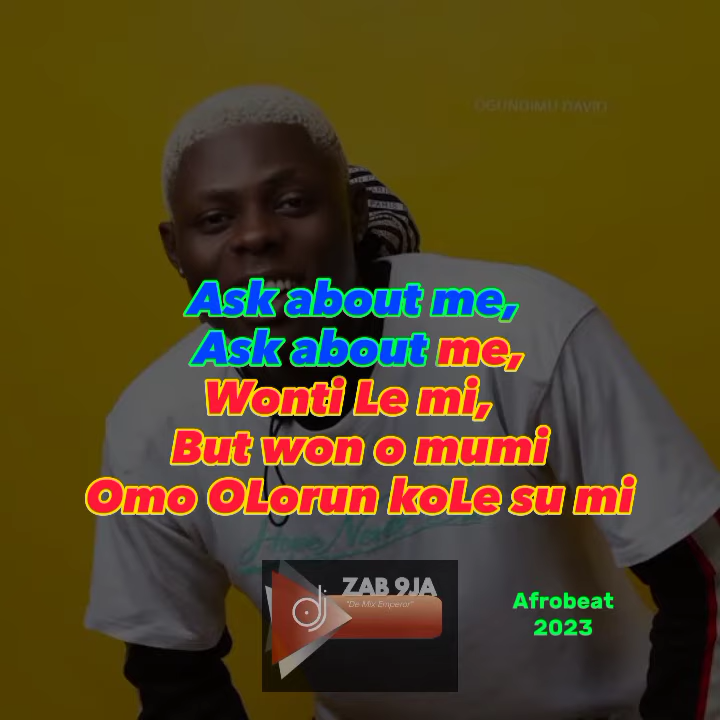 OGUNDIMU DAVID
Ask about me,
Ask about me,
Wonti Le mi,
But won o mumi
Omo OLorun koLe su mi
ZAB 9JA
"De Mix Emperor"
dj
Afrobeat
2023